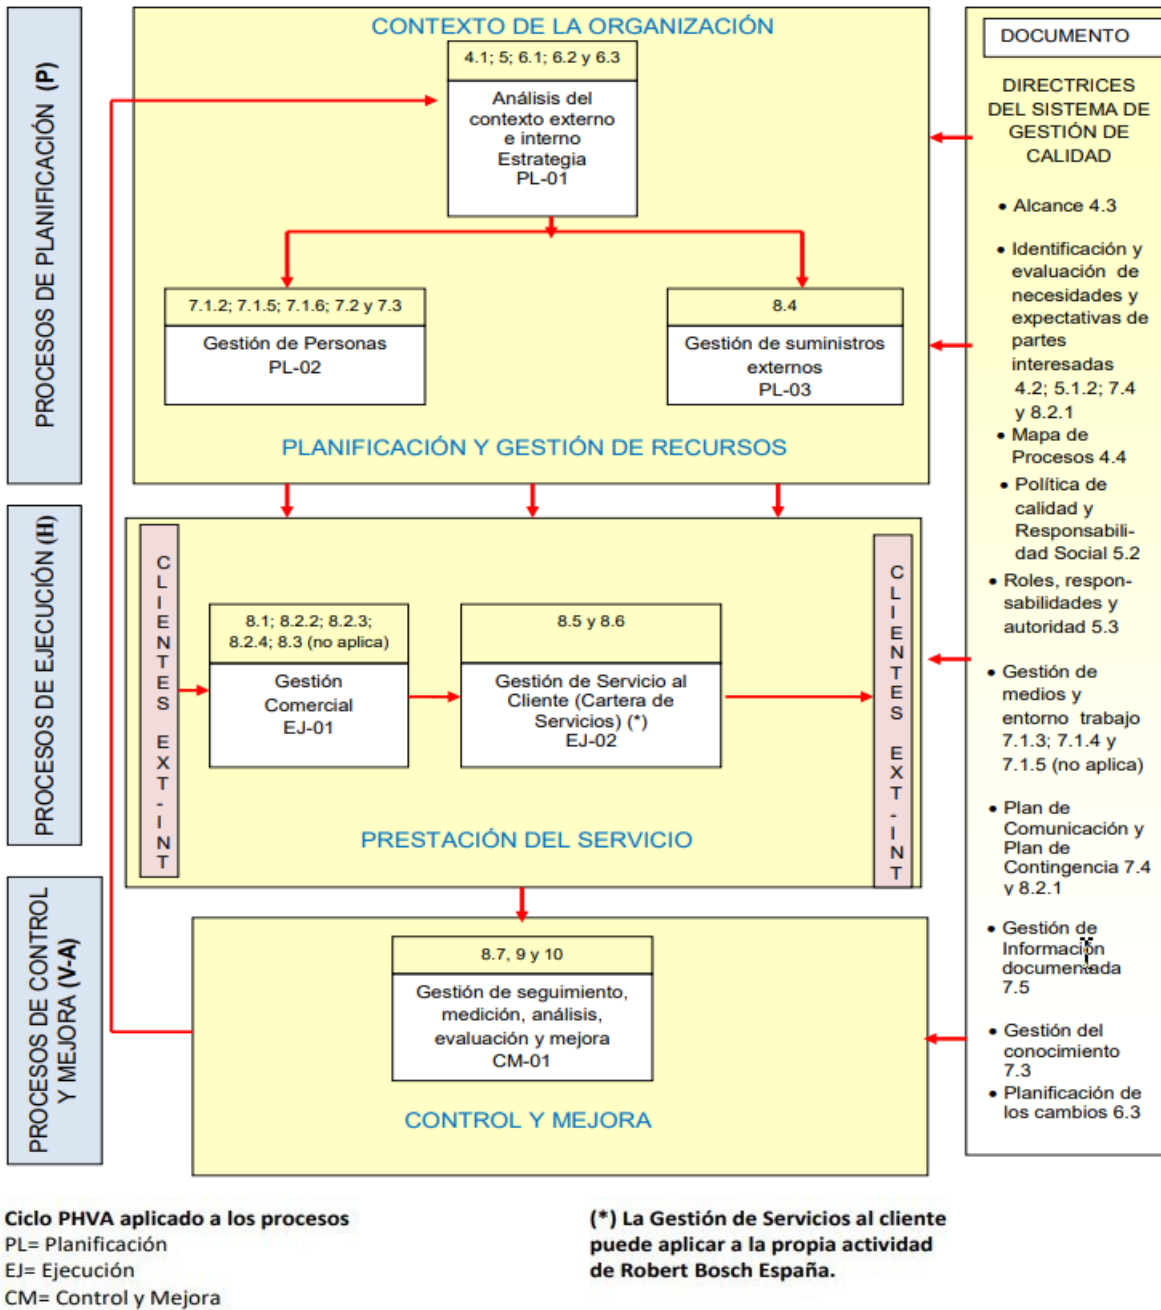 PROCESOS DE PLANIFICACIÓN (P)
CONTEXTO DE LA ORGANIZACIÓN
4.1; 5; 6.1; 6.2 y 6.3
Análisis del
contexto externo
e interno
Estrategia
PL-01
7.1.2; 7.1.5; 7.1.6; 7.2 y 7.3
Gestión de Personas
PL-02
8.4
Gestión de suministros
externos
PL-03
PLANIFICACIÓN Y GESTIÓN DE RECURSOS
PROCESOS DE EJECUCIÓN (H)
CLIENTES EXT-INT
8.1; 8.2.2; 8.2.3;
8.2.4; 8.3 (no aplica)
Gestión
Comercial
EJ-01
8.5 y 8.6
Gestión de Servicio al
Cliente (Cartera de
Servicios) (*)
EJ-02
CLIENTES EXT-INT
PRESTACIÓN DEL SERVICIO
PROCESOS DE CONTROL
Y MEJORA (V-A)
8.7, 9 y 10
Gestión de seguimiento,
medición, análisis,
evaluación y mejora
CM-01
CONTROL Y MEJORA
DOCUMENTO
DIRECTRICES
DEL SISTEMA DE
GESTIÓN DE
CALIDAD
• Alcance 4.3
• Identificación y
evaluación de
necesidades y
expectativas de
partes
interesadas
4.2; 5.1.2; 7.4
y 8.2.1
• Mapa de
Procesos 4.4
• Política de
calidad y
Responsabili-
dad Social 5.2
• Roles, respon-
sabilidades y
autoridad 5.3
• Gestión de
medios y
entorno trabajo
7.1.3; 7.1.4 y
7.1.5 (no aplica)
• Plan de
Comunicación y
Plan de
Contingencia 7.4
y 8.2.1
• Gestión de
Información
documentada
7.5
• Gestión del
conocimiento
7.3
• Planificación de
los cambios 6.3
Ciclo PHVA aplicado a los procesos
PL= Planificación
EJ= Ejecución
CM= Control y Mejora
(*) La Gestión de Servicios al cliente
puede aplicar a la propia actividad
de Robert Bosch España.